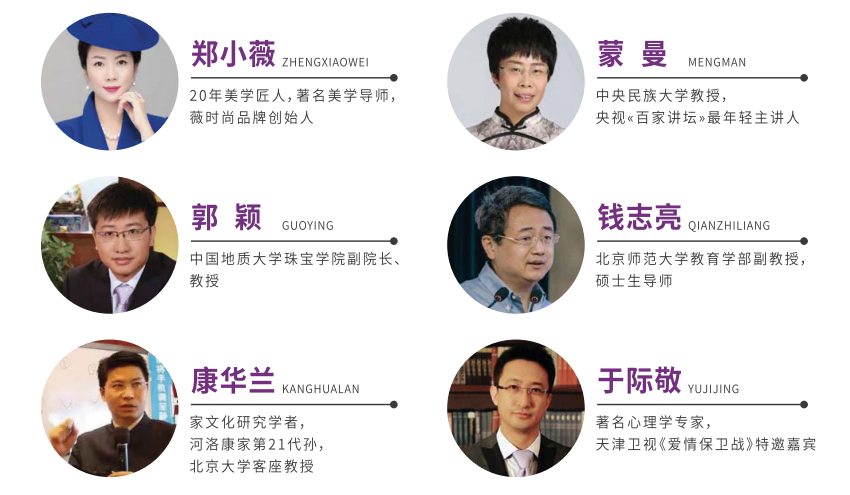 郑小薇 ZHENGXIAOWEI
20年美学匠人，著名美学导师，
薇时尚品牌创始人
蒙 曼 MENGMAN
中央民族大学教授，
央视«百家讲坛»最年轻主讲人
郭 颖 GUOYING
中国地质大学珠宝学院副院长、
教授
钱志亮 QIANZHILIANG
北京师范大学教育学部副教授，
硕士生导师
康华兰 KANGHUALAN
家文化研究学者，
河洛康家第21代孙，
北京大学客座教授
于际敬 YUJIJING
著名心理学专家，
天津卫视《爱情保卫战》特邀嘉宾